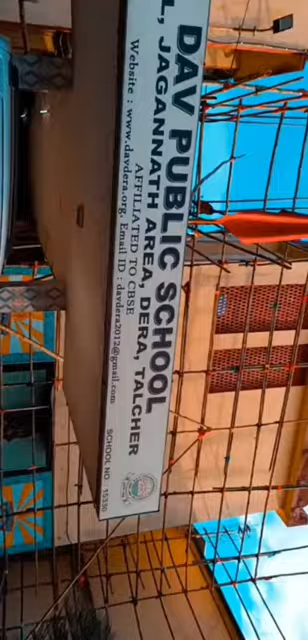 DAV PUBLIC SCHOOL
L, JAGANNATH AREA, DERA, TALCHER
AFFILIATED TO CBSE
Website : www.davdera.org, Email ID : davdera2012@gmail.com
SCHOOL NO. 15330